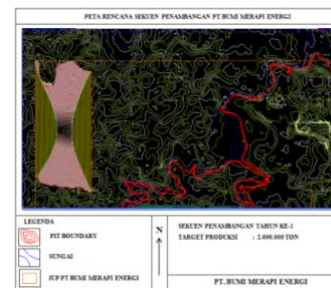 PETA RENCANA SEKUEN PENAMBANGAN PT BUMI MERAPI ENERGI
LEGENDA
PIT BOUNDARY
SUNGAI
IUP PT BUMI MERAPI ENERGI
N
SEKUEN PENAMBANGAN TAHUN KE-1
TARGET PRODUKSI : 2.000.000 TON
PT. BUMI MERAPI ENERGI